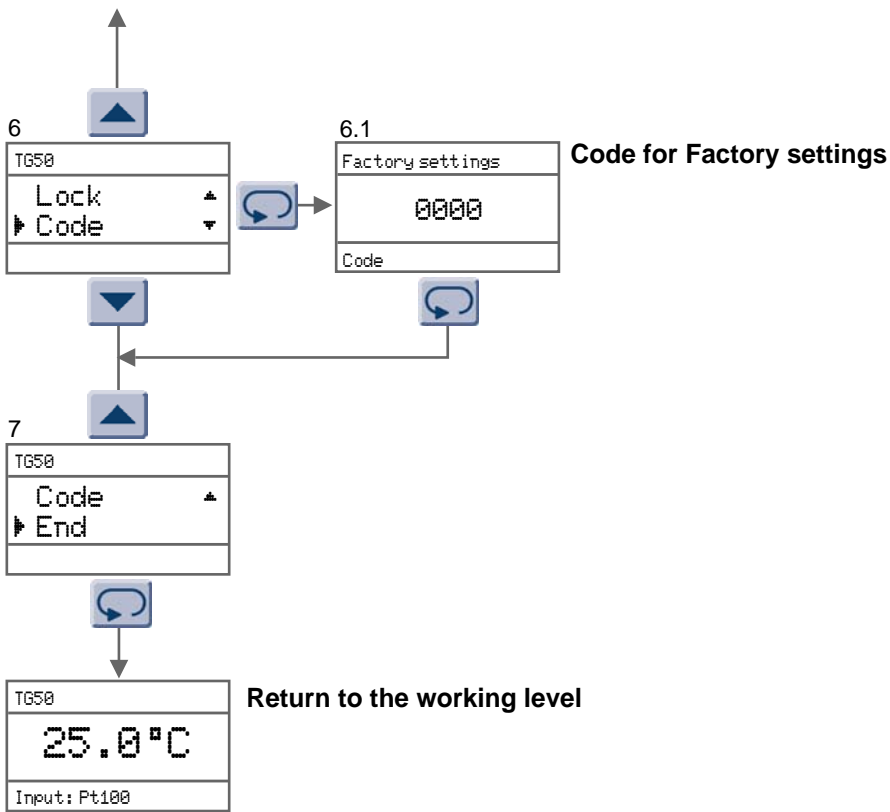 6
TG50
Lock
Code
6.1
Factory settings
0000
Code
Code for Factory settings
7
TG50
Code
End
TG50
25.0°C
Input: Pt100
Return to the working level